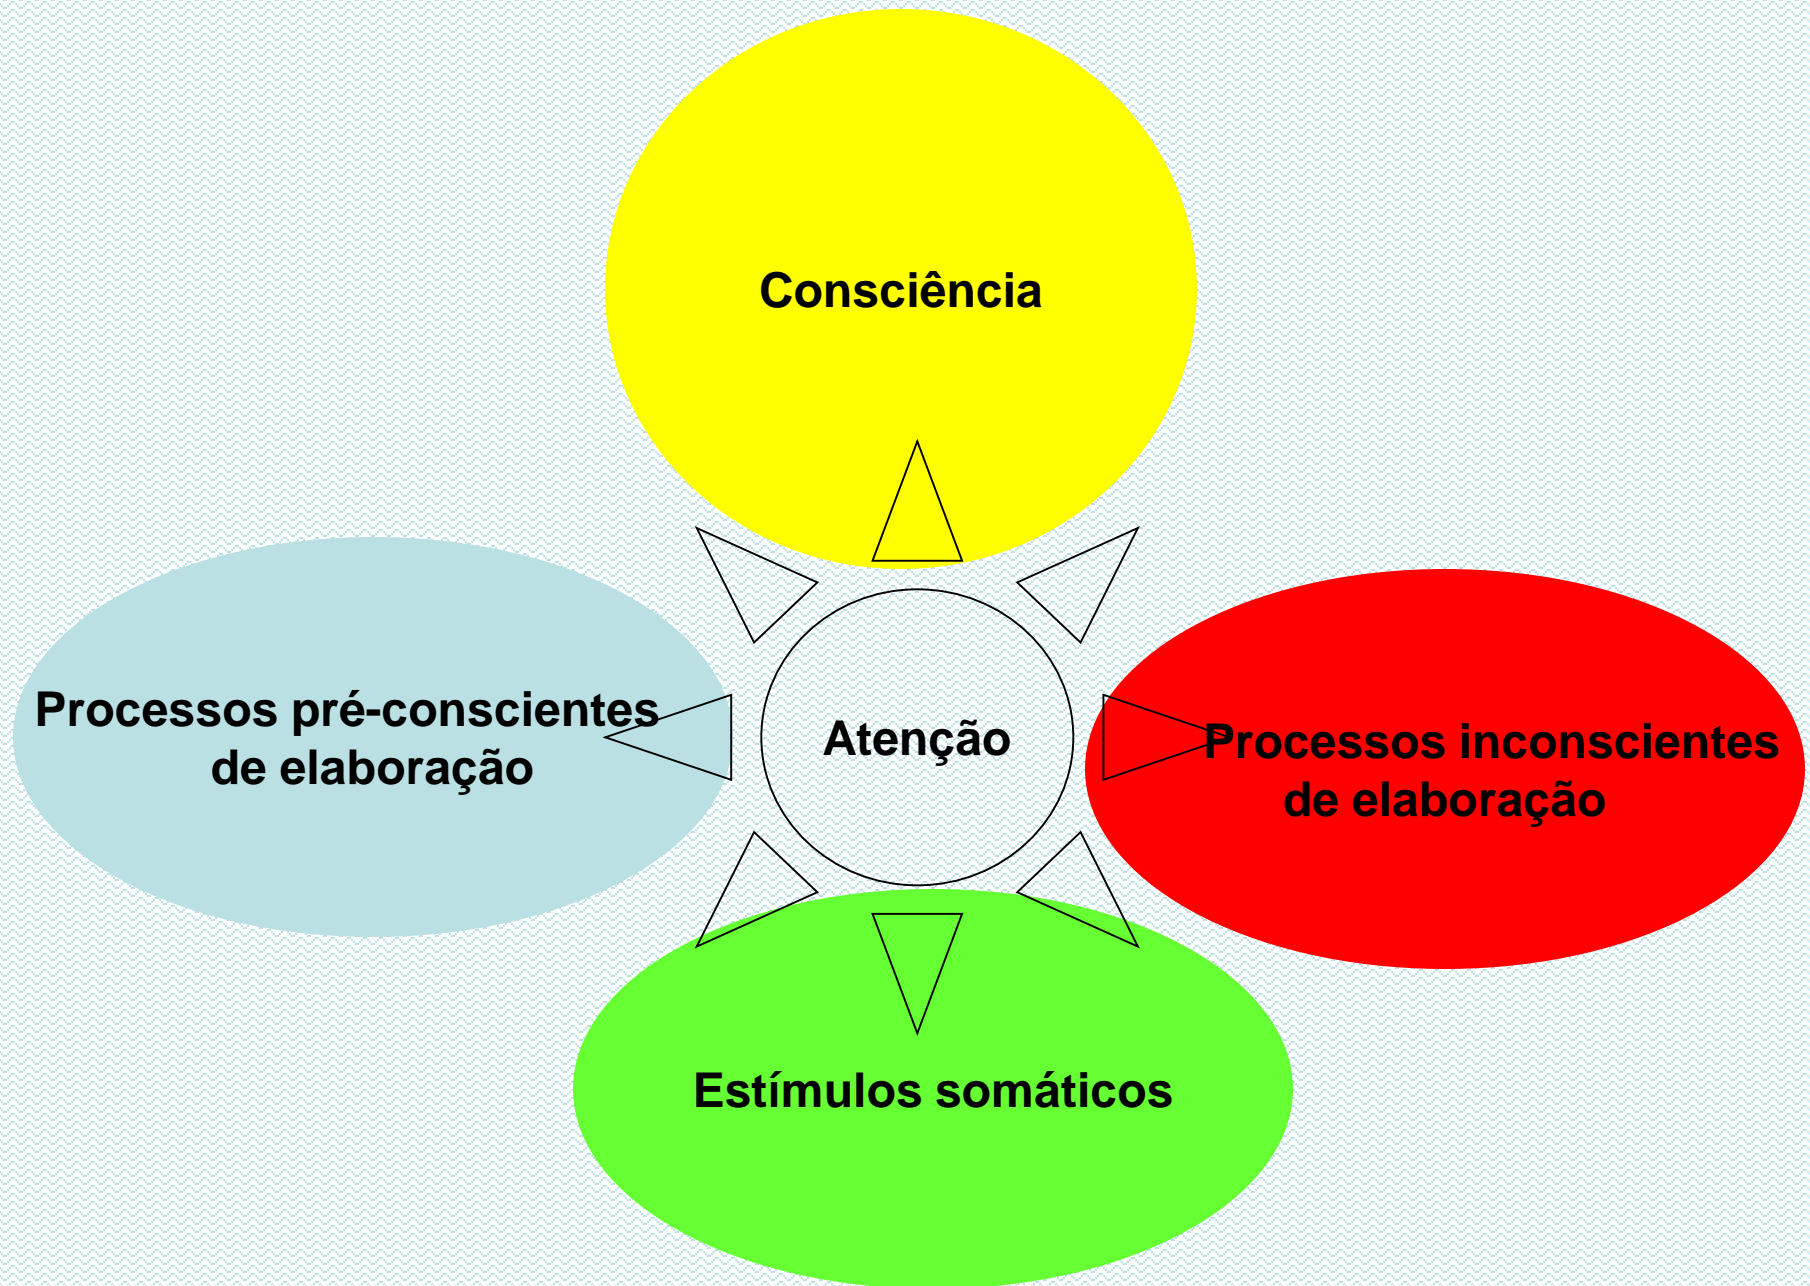 Consciência
Processos pré-conscientes
de elaboração
Atenção
Processos inconscientes
de elaboração
Estímulos somáticos